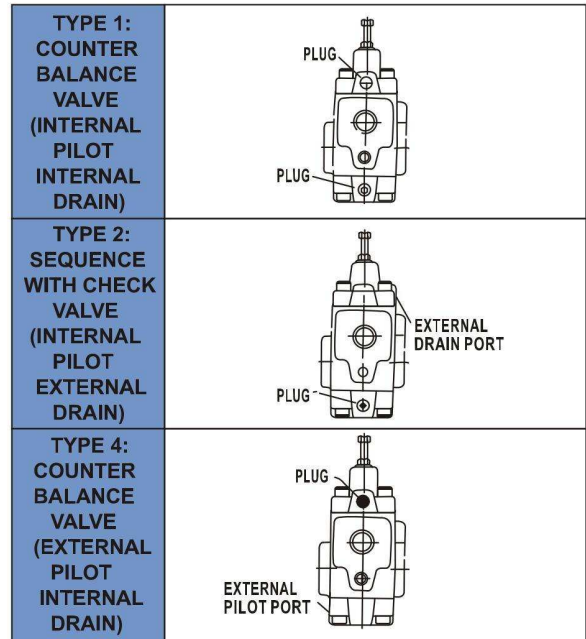 TYPE 1:
COUNTER
BALANCE
VALVE
(INTERNAL
PILOT
INTERNAL
DRAIN)
PLUG
PLUG
TYPE 2:
SEQUENCE
WITH CHECK
VALVE
(INTERNAL
PILOT
EXTERNAL
DRAIN)
EXTERNAL
DRAIN PORT
PLUG
TYPE 4:
COUNTER
BALANCE
VALVE
(EXTERNAL
PILOT
INTERNAL
DRAIN)
PLUG
EXTERNAL
PILOT PORT